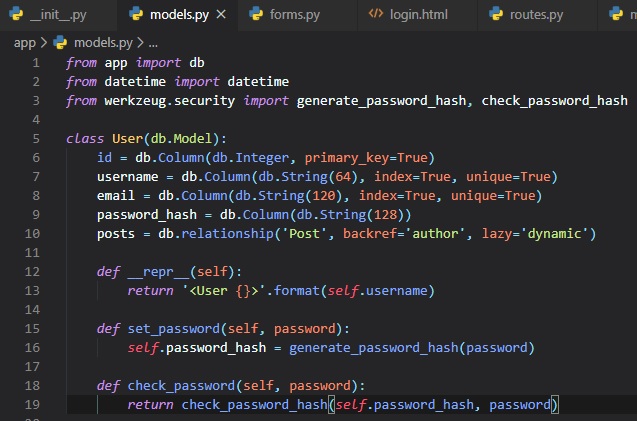 __init__.py models.py × forms.py <> login.html routes.py
app > models.py > ...
1 from app import db
2 from datetime import datetime
3 from werkzeug.security import generate_password_hash, check_password_hash
4
5 class User(db.Model):
6     id = db.Column(db.Integer, primary_key=True)
7     username = db.Column(db.String(64), index=True, unique=True)
8     email = db.Column(db.String(120), index=True, unique=True)
9     password_hash = db.Column(db.String(128))
10     posts = db.relationship('Post', backref='author', lazy='dynamic')
11
12     def __repr__(self):
13         return '<User {}>'.format(self.username)
14
15     def set_password(self, password):
16         self.password_hash = generate_password_hash(password)
17
18     def check_password(self, password):
19         return check_password_hash(self.password_hash, password)